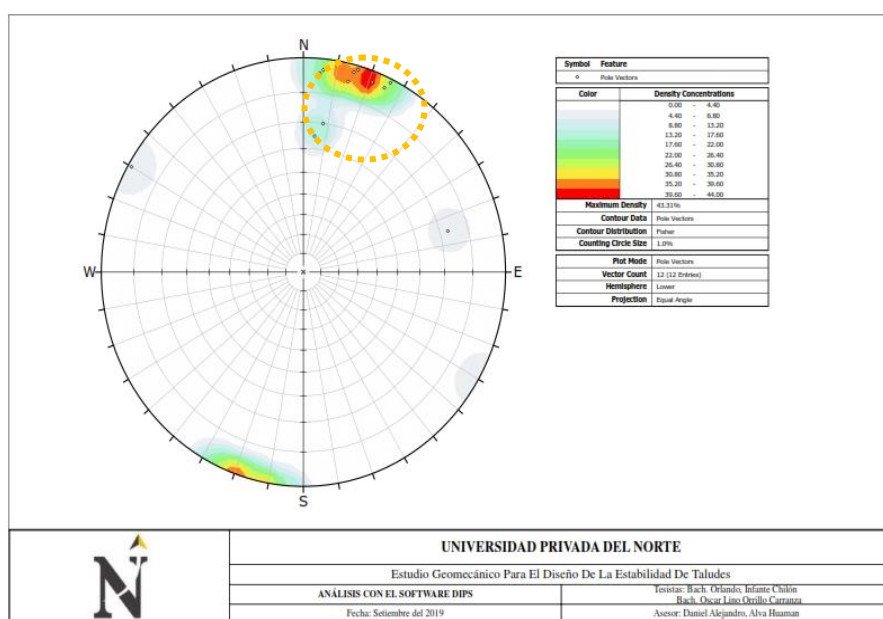 N
W
E
S
Symbol Feature
Pole Vectors
Color Density Concentrations
0.00 - 4.40
4.40 - 8.80
8.80 - 13.20
13.20 - 17.60
17.60 - 22.00
22.00 - 26.40
26.40 - 30.80
30.80 - 35.20
35.20 - 39.60
39.60 - 44.00
Maximum Density 43.31%
Contour Data Pole Vectors
Contour Distribution Fisher
Counting Circle Size 1.0%
Plot Mode Pole Vectors
Vector Count 12 (12 Entries)
Hemisphere Lower
Projection Equal Angle
N
UNIVERSIDAD PRIVADA DEL NORTE
Estudio Geomecánico Para El Diseño De La Estabilidad De Taludes
ANÁLISIS CON EL SOFTWARE DIPS
Tesistas: Bach. Orlando, Infante Chilón
Bach. Oscar Lino Orrillo Carranza
Fecha: Setiembre del 2019
Asesor: Daniel Alejandro, Alva Huaman